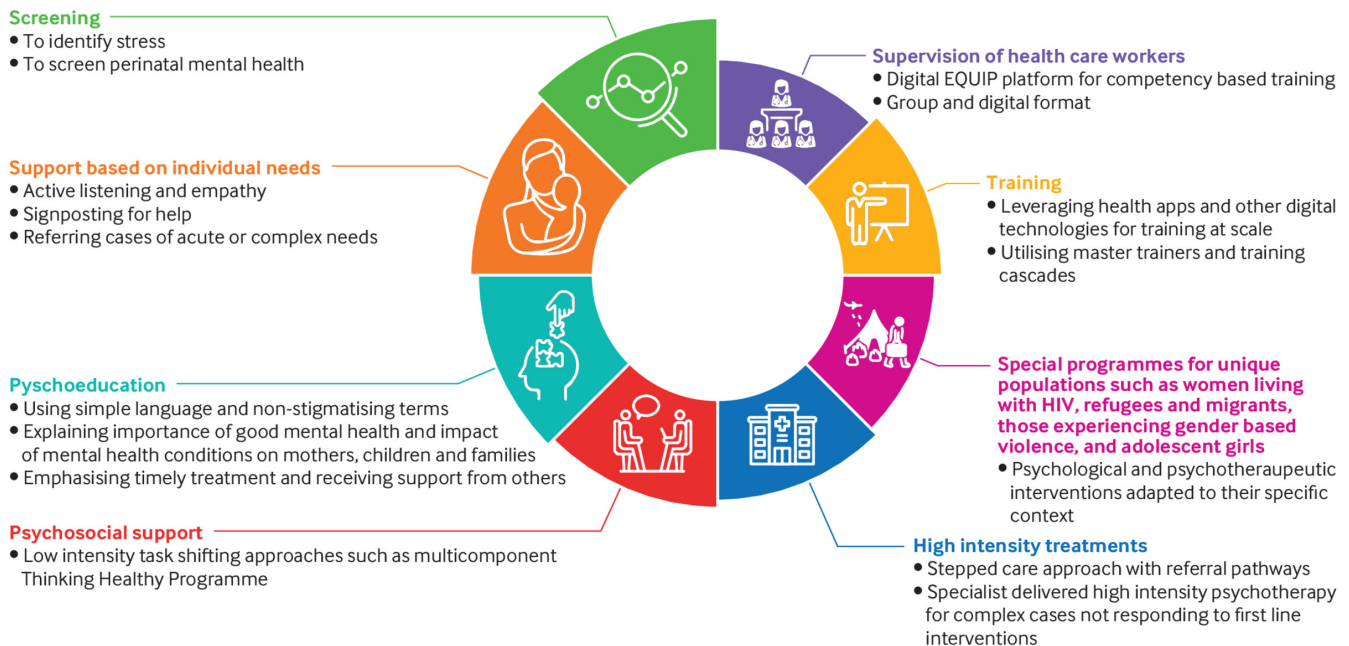 Screening
• To identify stress
• To screen perinatal mental health
Support based on individual needs
• Active listening and empathy
• Signposting for help
• Referring cases of acute or complex needs
Pyschoeducation
• Using simple language and non-stigmatising terms
• Explaining importance of good mental health and impact
of mental health conditions on mothers, children and families
• Emphasising timely treatment and receiving support from others
Psychosocial support
• Low intensity task shifting approaches such as multicomponent
Thinking Healthy Programme
Supervision of health care workers
• Digital EQUIP platform for competency based training
• Group and digital format
Training
• Leveraging health apps and other digital
technologies for training at scale
• Utilising master trainers and training
cascades
Special programmes for unique
populations such as women living
with HIV, refugees and migrants,
those experiencing gender based
violence, and adolescent girls
• Psychological and psychotheraupeutic
interventions adapted to their specific
context
High intensity treatments
• Stepped care approach with referral pathways
• Specialist delivered high intensity psychotherapy
for complex cases not responding to first line
interventions